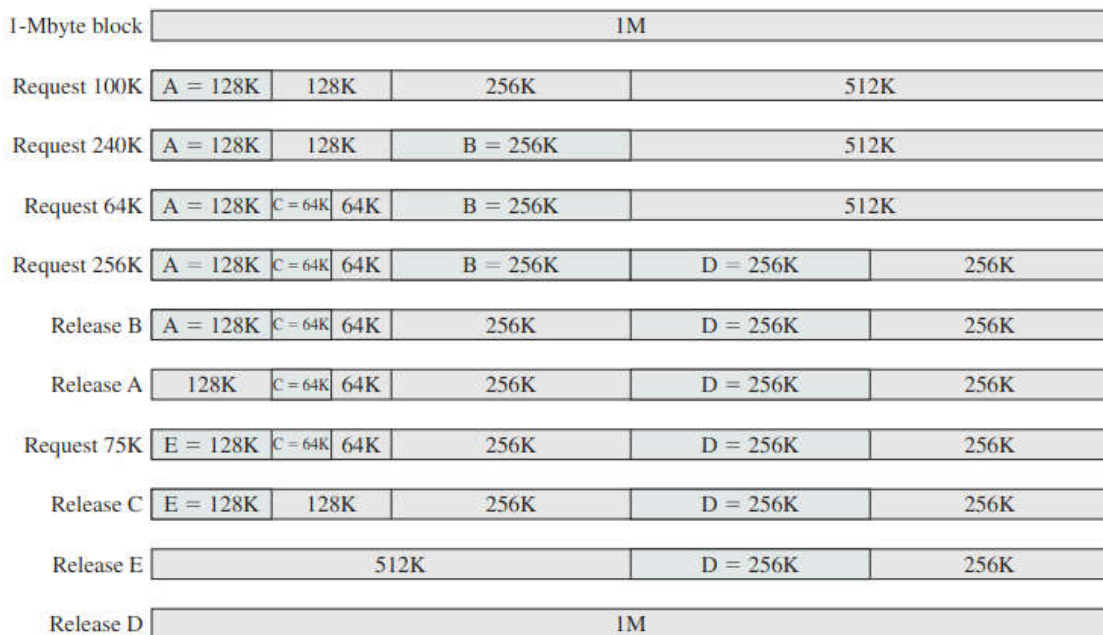 1-Mbyte block 1M
Request 100K A = 128K 128K 256K 512K
Request 240K A = 128K 128K B = 256K 512K
Request 64K A = 128K C = 64K 64K B = 256K 512K
Request 256K A = 128K C = 64K 64K B = 256K D = 256K 256K
Release B A = 128K C = 64K 64K 256K D = 256K 256K
Release A 128K C = 64K 64K 256K D = 256K 256K
Request 75K E = 128K C = 64K 64K 256K D = 256K 256K
Release C E = 128K 128K 256K D = 256K 256K
Release E 512K D = 256K 256K
Release D 1M